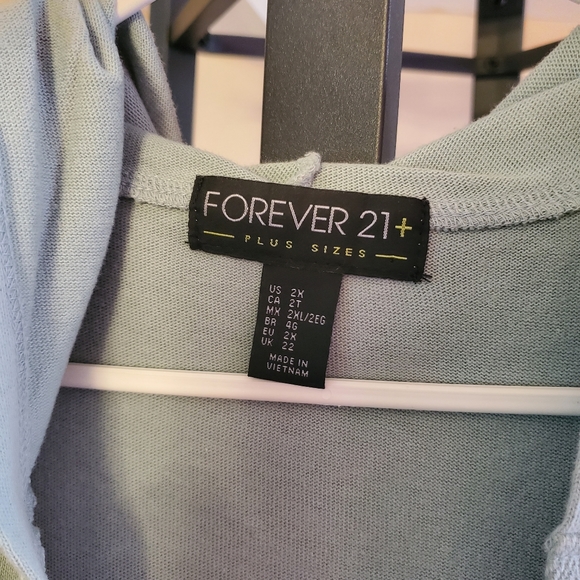 FOREVER 21+
PLUS SIZES
US 2X
CA 2T
MX 2XL/2EG
BR 4G
EU 2X
UK 22
MADE IN
VIETNAM